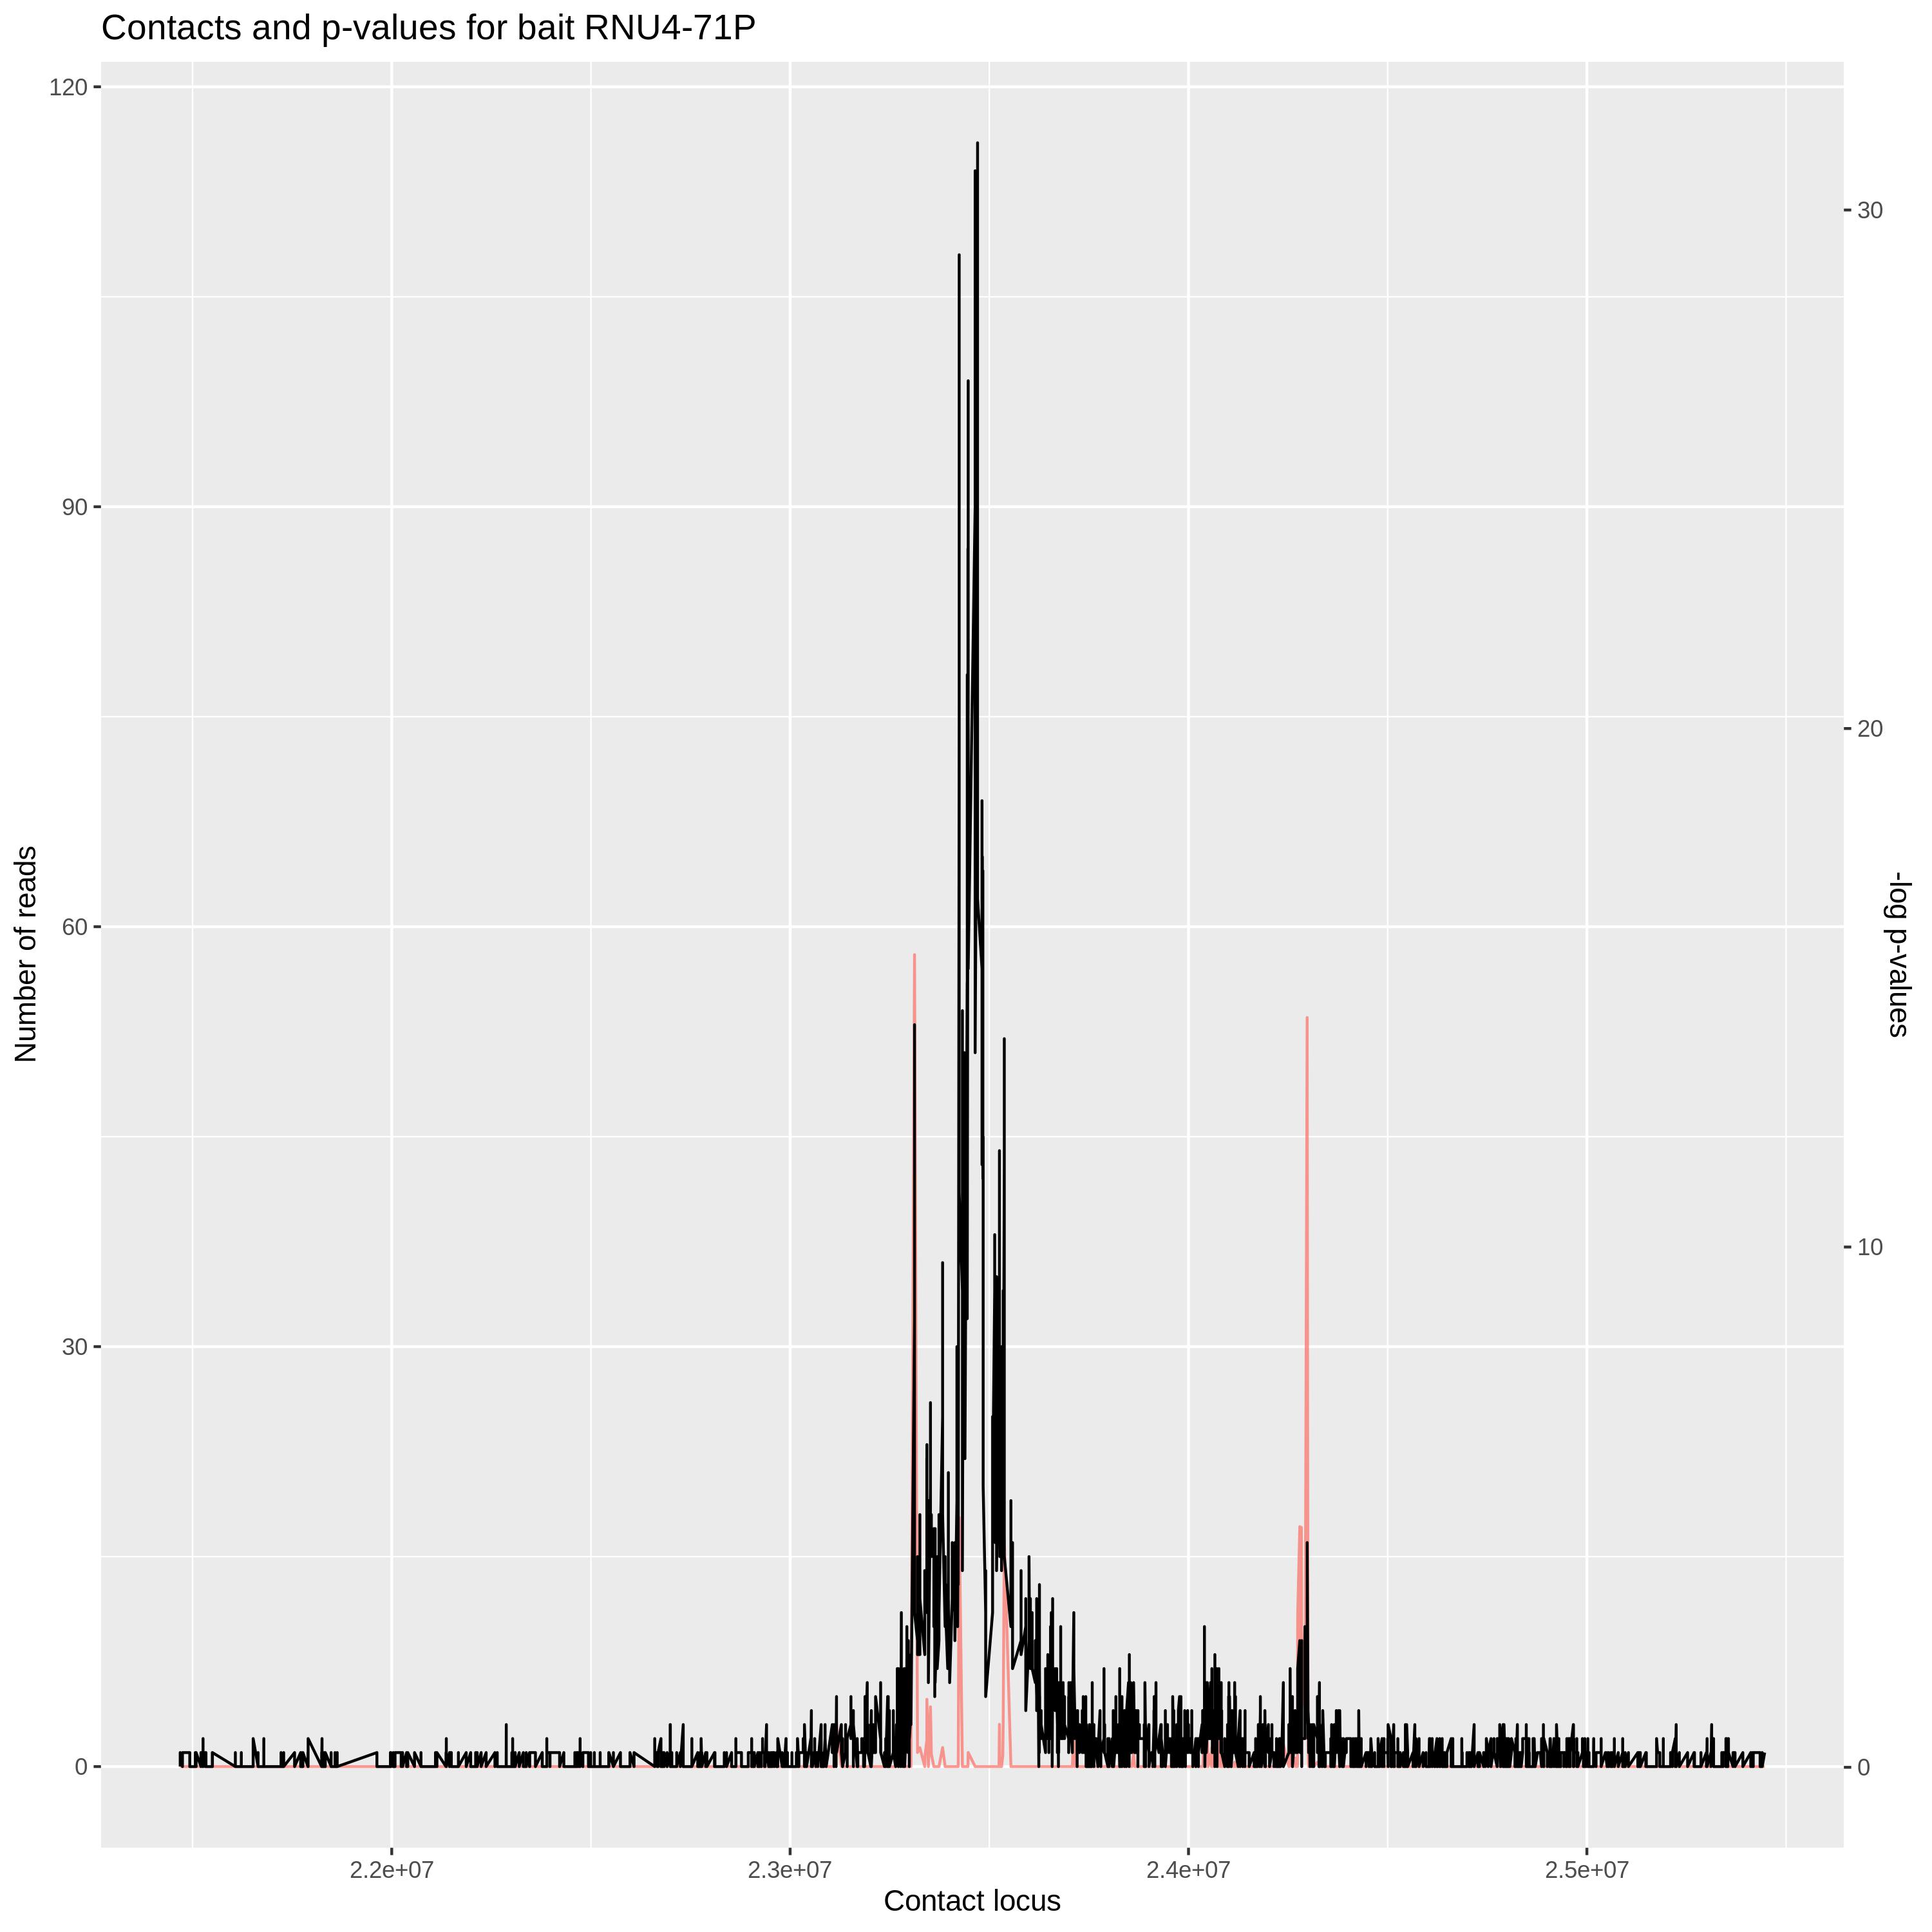 Contacts and p-values for bait RNU4-71P
120
90
60
30
0
Number of reads
30
20
10
0
-log p-values
2.2e+07
2.3e+07
2.4e+07
2.5e+07
Contact locus